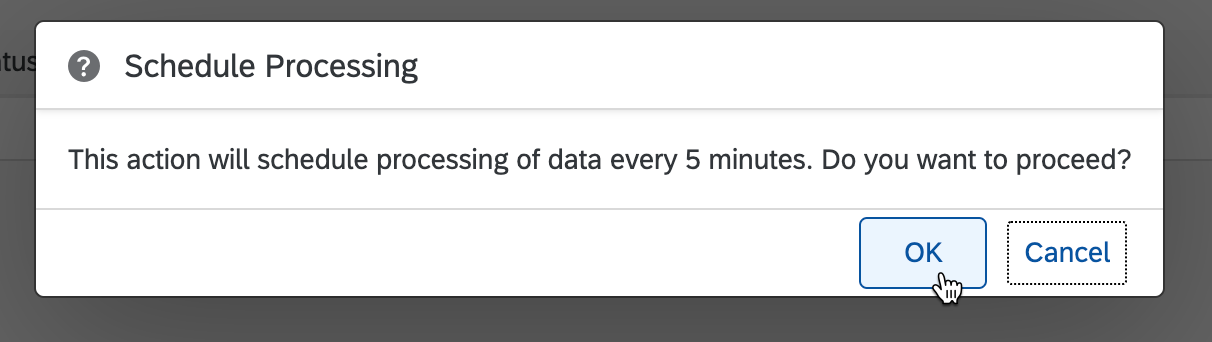 tus
Schedule Processing
This action will schedule processing of data every 5 minutes. Do you want to proceed?
OK
Cancel